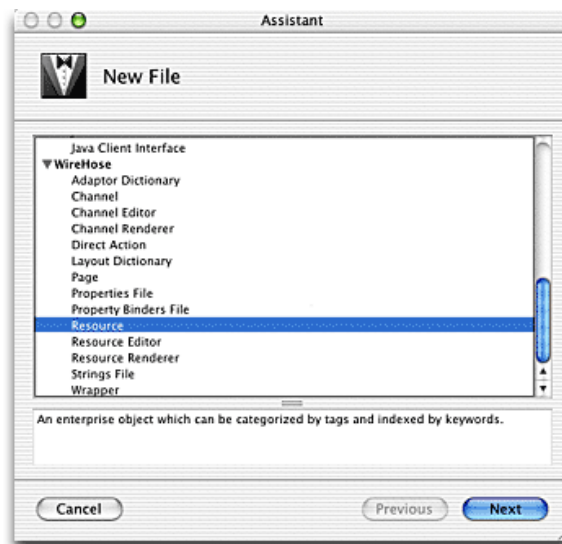 Assistant
New File
Java Client Interface
WireHose
Adaptor Dictionary
Channel
Channel Editor
Channel Renderer
Direct Action
Layout Dictionary
Page
Properties File
Property Binders File
Resource
Resource Editor
Resource Renderer
Strings File
Wrapper
An enterprise object which can be categorized by tags and indexed by keywords.
Cancel
Previous
Next